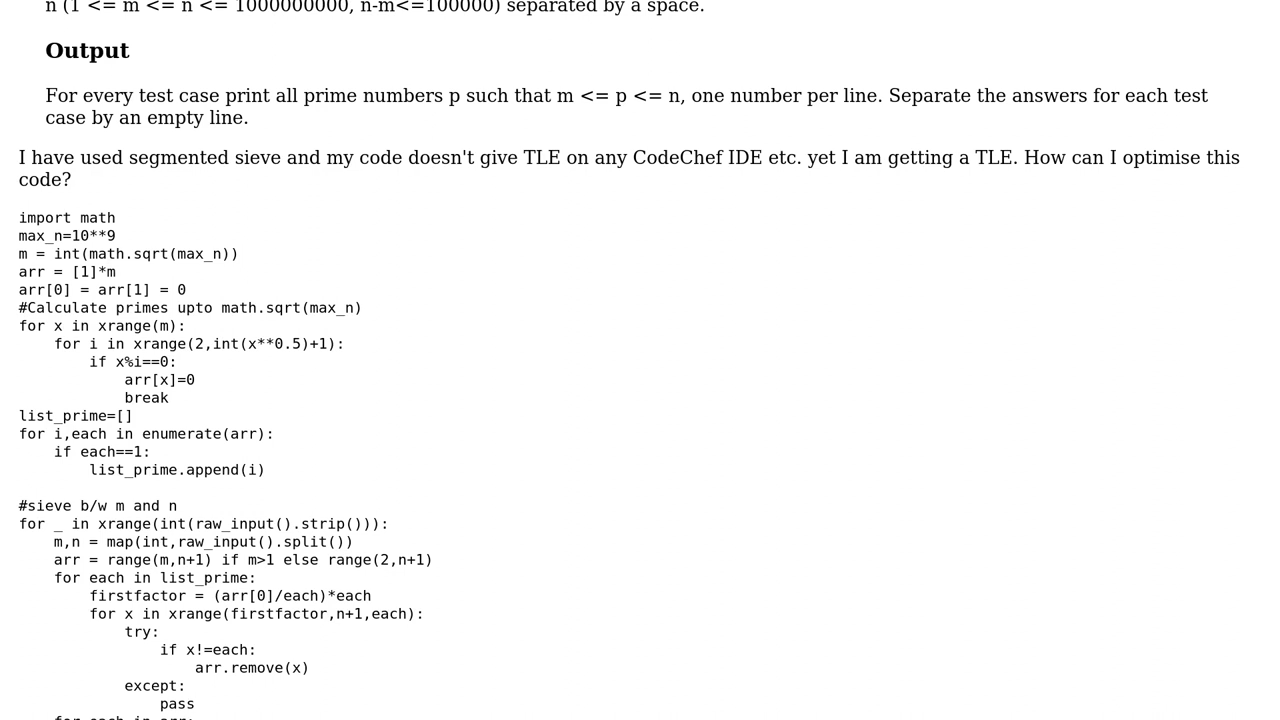 n (1 <= m <= n <= 1000000000, n-m<=100000) separated by a space.
Output
For every test case print all prime numbers p such that m <= p <= n, one number per line. Separate the answers for each test
case by an empty line.
I have used segmented sieve and my code doesn't give TLE on any CodeChef IDE etc. yet I am getting a TLE. How can I optimise this
code?
import math
max_n=10**9
m = int(math.sqrt(max_n))
arr = [1]*m
arr[0] = arr[1] = 0
#Calculate primes upto math.sqrt(max_n)
for x in xrange(m):
    for i in xrange(2,int(x**0.5)+1):
        if x%i==0:
            arr[x]=0
            break
list_prime=[]
for i,each in enumerate(arr):
    if each==1:
        list_prime.append(i)

#sieve b/w m and n
for _ in xrange(int(raw_input().strip())):
    m,n = map(int,raw_input().split())
    arr = range(m,n+1) if m>1 else range(2,n+1)
    for each in list_prime:
        firstfactor = (arr[0]/each)*each
        for x in xrange(firstfactor,n+1,each):
            try:
                if x!=each:
                    arr.remove(x)
            except:
                pass
    for each in arr: